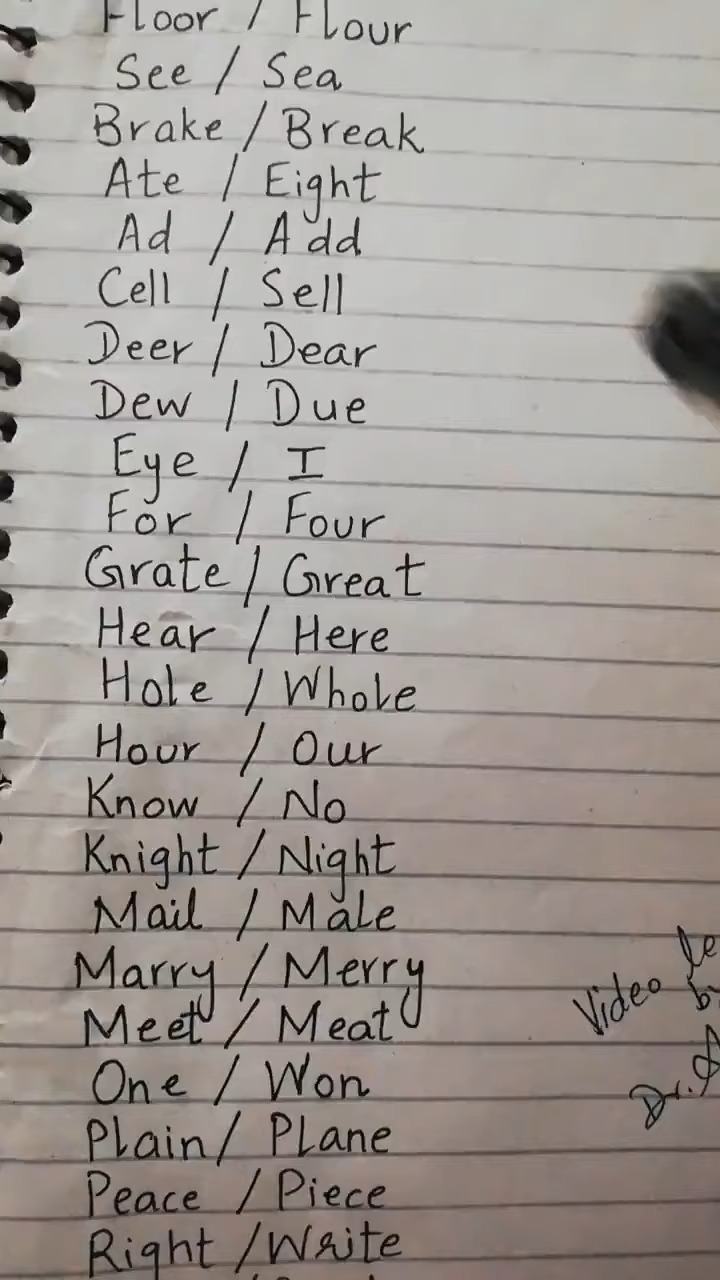 Floor / Flour
See / Sea
Brake / Break
Ate / Eight
Ad / Add
Cell / Sell
Deer / Dear
Dew / Due
Eye / I
For / Four
Grate / Great
Hear / Here
Hole / Whole
Hour / Our
Know / No
Knight / Night
Mail / Male
Marry / Merry
Meet / Meat
One / Won
Plain / Plane
Peace / Piece
Right / Write
Video
Dr.